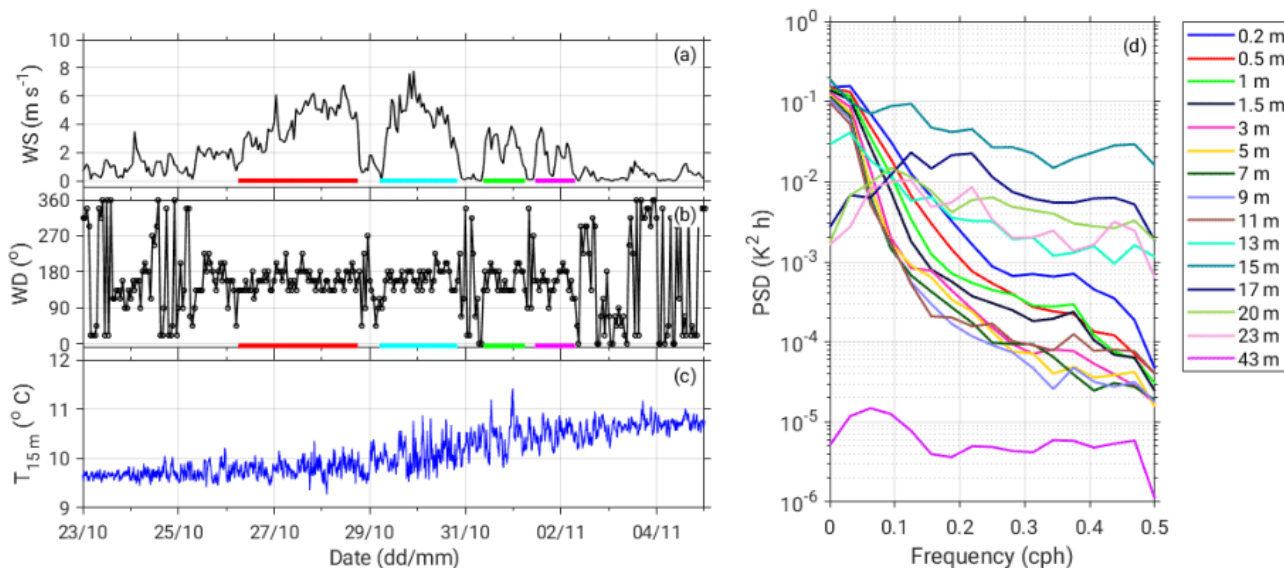 (a)
WS (m s⁻¹)
10
8
6
4
2
0
(b)
WD (°)
360
270
180
90
0
(c)
T₁₅ ₘ (° C)
12
11
10
9
23/10 25/10 27/10 29/10 31/10 02/11 04/11
Date (dd/mm)
(d)
PSD (K² h)
10⁰
10⁻¹
10⁻²
10⁻³
10⁻⁴
10⁻⁵
10⁻⁶
0 0.1 0.2 0.3 0.4 0.5
Frequency (cph)
0.2 m
0.5 m
1 m
1.5 m
3 m
5 m
7 m
9 m
11 m
13 m
15 m
17 m
20 m
23 m
43 m